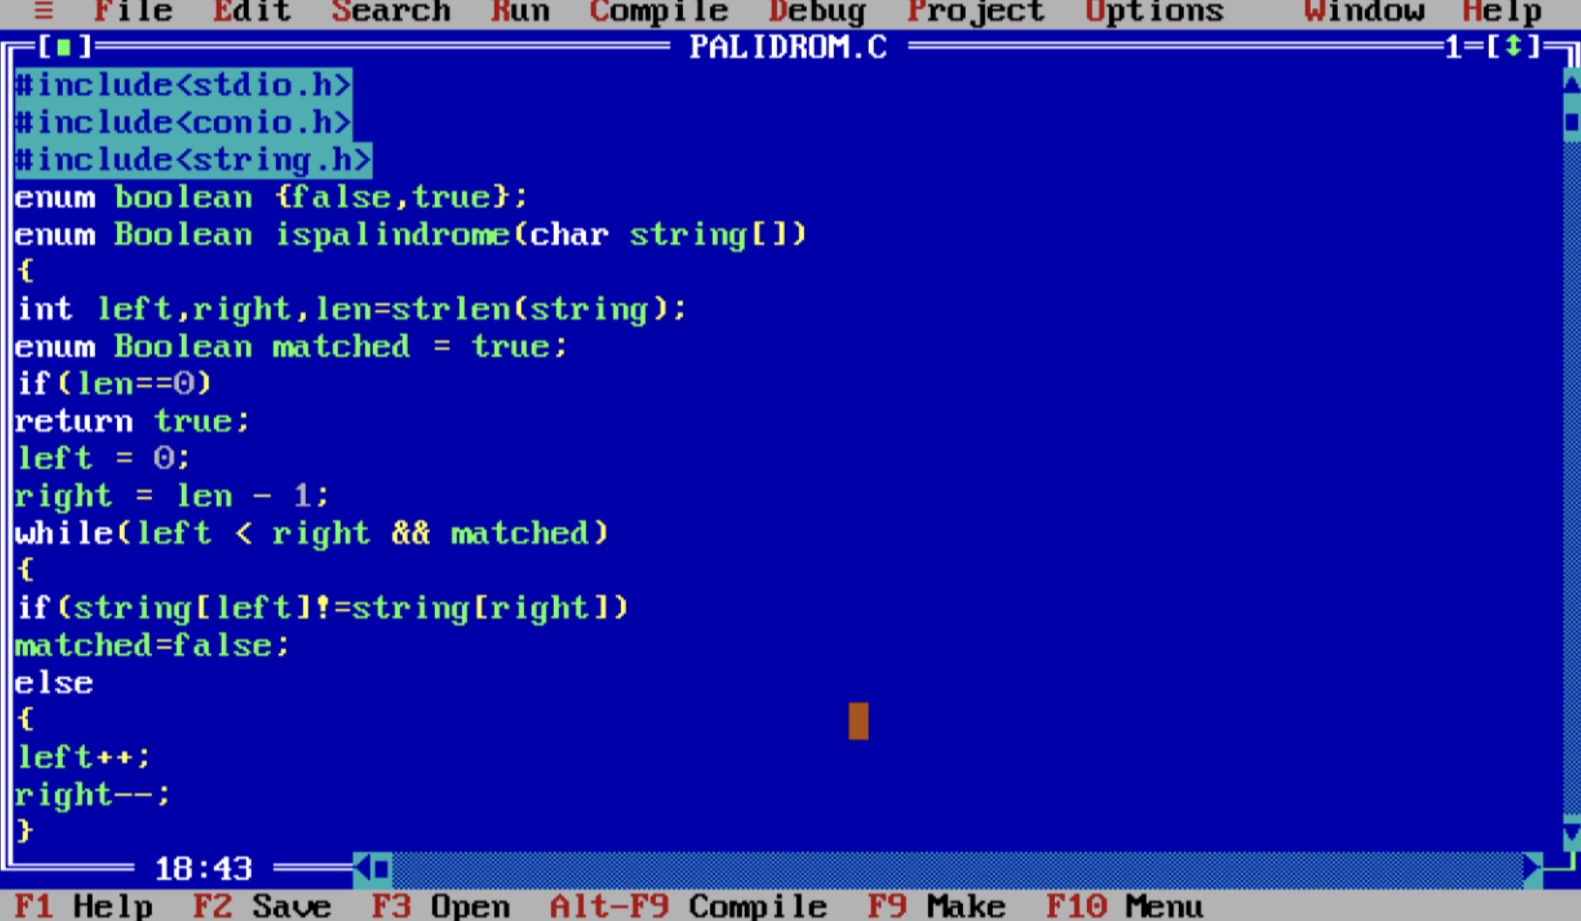 ≡ File Edit Search Run Compile Debug Project Options Window Help
[■] PALIDROM.C 1=[↕]
#include<stdio.h>
#include<conio.h>
#include<string.h>
enum boolean {false,true};
enum Boolean ispalindrome(char string[])
{
int left,right,len=strlen(string);
enum Boolean matched = true;
if(len==0)
return true;
left = 0;
right = len - 1;
while(left < right && matched)
{
if(string[left]!=string[right])
matched=false;
else
{
left++;
right--;
}
18:43
F1 Help F2 Save F3 Open Alt-F9 Compile F9 Make F10 Menu